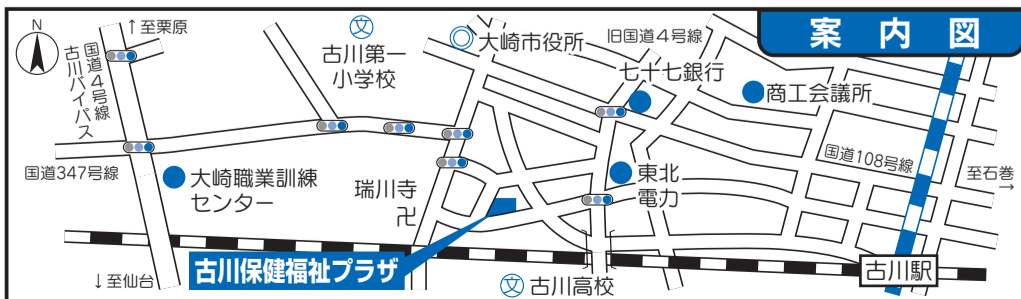 N
↑至栗原
国道4号線
古川バイパス
文
古川第一
小学校
大崎市役所
旧国道4号線
七十七銀行
商工会議所
案内図
国道347号線
大崎職業訓練
センター
瑞川寺
卍
東北
電力
国道108号線
至石巻
→
古川保健福祉プラザ
↓至仙台
文 古川高校
古川駅